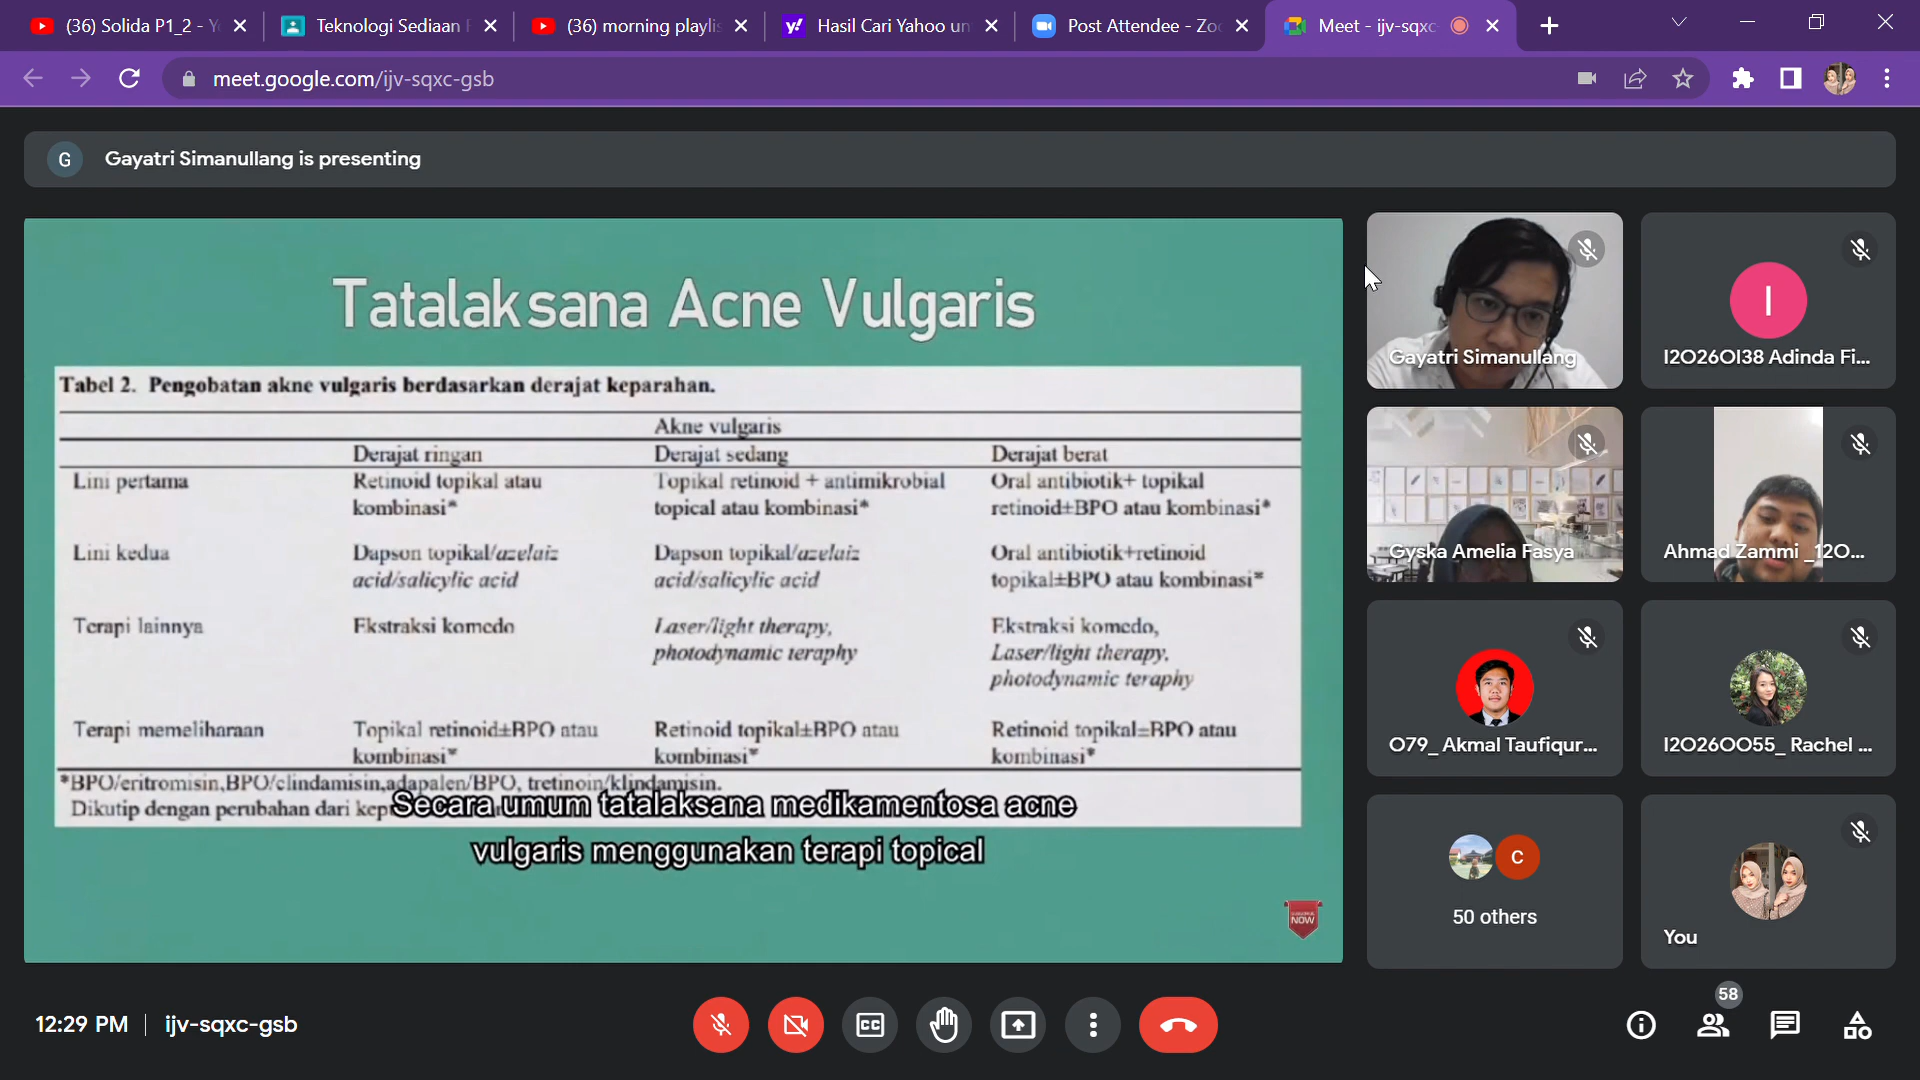 (36) Solida P1_2 - Y
Teknologi Sediaan F
(36) morning playlis
Hasil Cari Yahoo un
Post Attendee - Zoo
Meet - ijv-sqxc-
meet.google.com/ijv-sqxc-gsb
G
Gayatri Simanullang is presenting
Tatalaksana Acne Vulgaris
Tabel 2. Pengobatan akne vulgaris berdasarkan derajat keparahan.
Akne vulgaris
Derajat ringan Derajat sedang Derajat berat
Lini pertama Retinoid topikal atau Topikal retinoid + antimikrobial Oral antibiotik+ topikal
kombinasi* topical atau kombinasi* retinoid±BPO atau kombinasi*
Lini kedua Dapson topikal/azelaiz Dapson topikal/azelaiz Oral antibiotik+retinoid
acid/salicylic acid acid/salicylic acid topikal±BPO atau kombinasi*
Terapi lainnya Ekstraksi komedo Laser/light therapy, Ekstraksi komedo,
photodynamic teraphy Laser/light therapy,
photodynamic teraphy
Terapi memeliharaan Topikal retinoid±BPO atau Retinoid topikal±BPO atau Retinoid topikal±BPO atau
kombinasi* kombinasi* kombinasi*
*BPO/eritromisin,BPO/clindamisin,adapalen/BPO, tretinoin/klindamisin.
Dikutip dengan perubahan dari
Secara umum tatalaksana medikamentosa acne
vulgaris menggunakan terapi topical
NOW
Gayatri Simanullang
I
I2O26OI38 Adinda Fi...
Gyska Amelia Fasya
Ahmad Zammi _12O...
O79_ Akmal Taufiqur...
I2O26OO55_ Rachel ...
C
50 others
You
12:29 PM
ijv-sqxc-gsb
CC
58